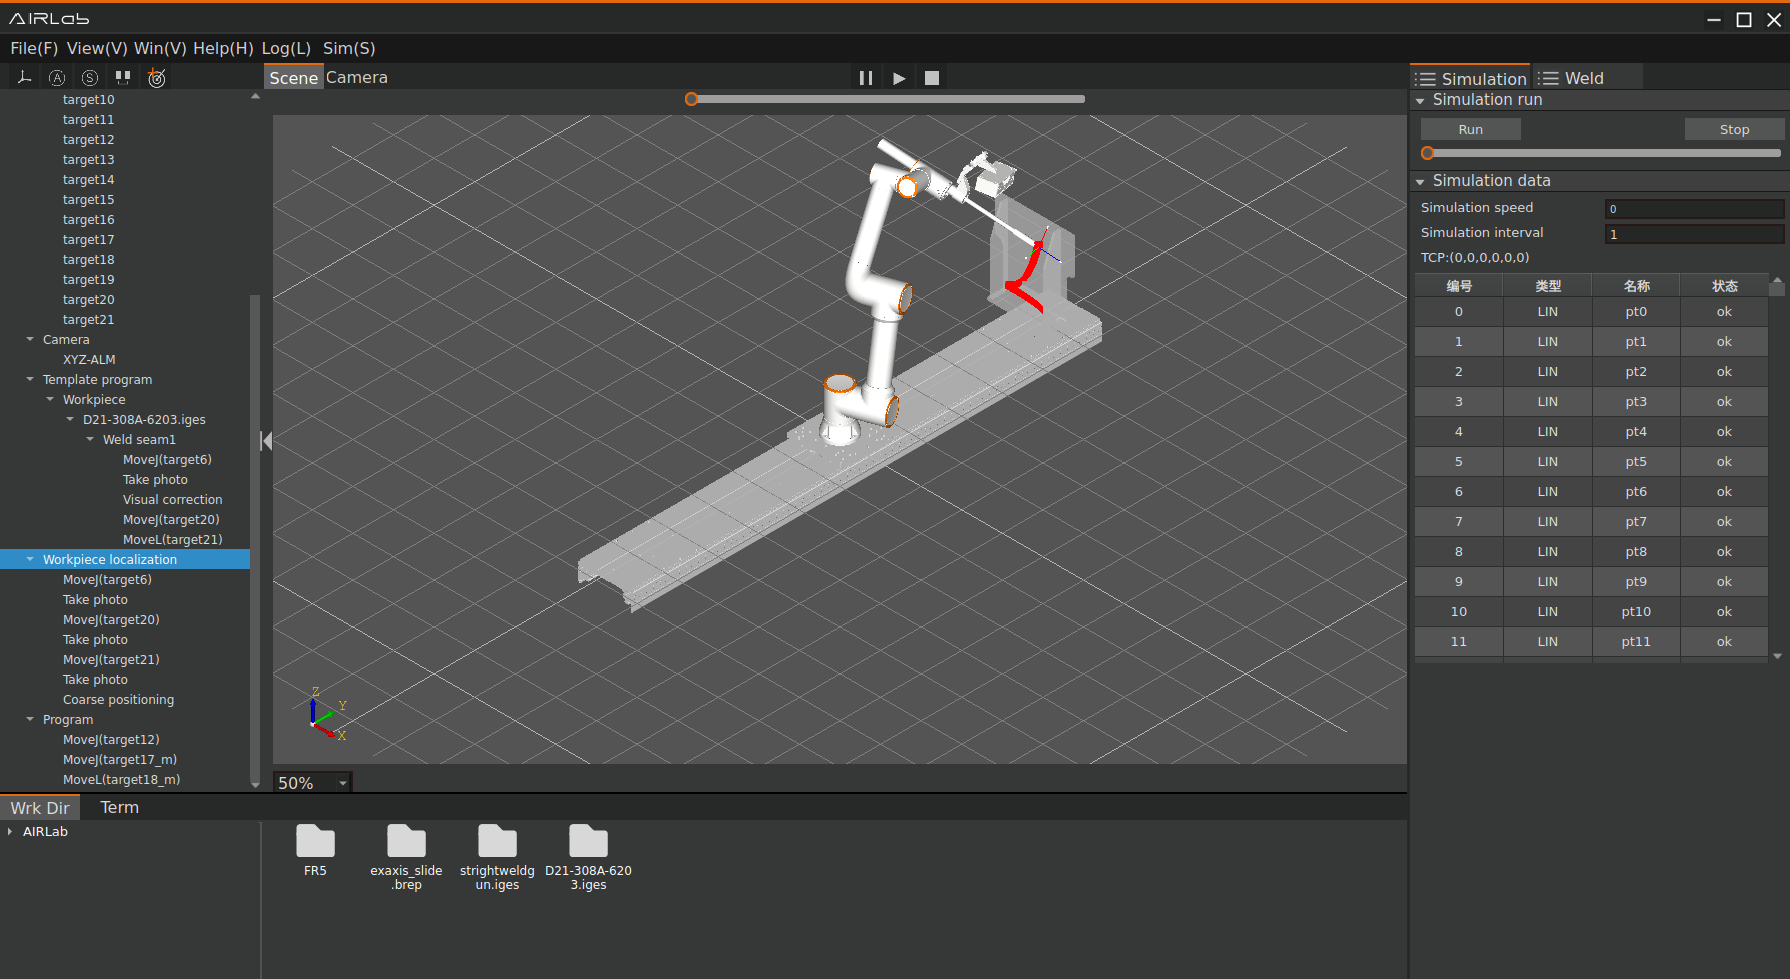 AIRLab
File(F) View(V) Win(V) Help(H) Log(L) Sim(S)
Scene Camera
Simulation Weld
target10
target11
target12
target13
target14
target15
target16
target17
target18
target19
target20
target21
Camera
XYZ-ALM
Template program
Workpiece
D21-308A-6203.iges
Weld seam1
MoveJ(target6)
Take photo
Visual correction
MoveJ(target20)
MoveL(target21)
Workpiece localization
MoveJ(target6)
Take photo
MoveJ(target20)
Take photo
MoveJ(target21)
Take photo
Coarse positioning
Program
MoveJ(target12)
MoveJ(target17_m)
MoveL(target18_m)
Z
Y
X
50%
Simulation run
Run Stop
Simulation data
Simulation speed 0
Simulation interval 1
TCP:(0,0,0,0,0,0)
编号 类型 名称 状态
0 LIN pt0 ok
1 LIN pt1 ok
2 LIN pt2 ok
3 LIN pt3 ok
4 LIN pt4 ok
5 LIN pt5 ok
6 LIN pt6 ok
7 LIN pt7 ok
8 LIN pt8 ok
9 LIN pt9 ok
10 LIN pt10 ok
11 LIN pt11 ok
Wrk Dir Term
AIRLab
FR5
exaxis_slide
.brep
strightweldg
un.iges
D21-308A-620
3.iges